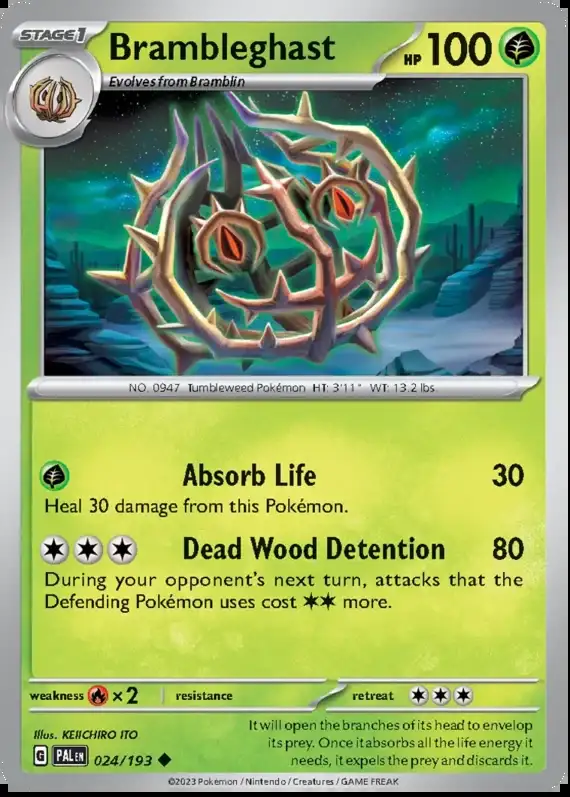 STAGE1
Brambleghast
HP 100
Evolves from Bramblin
NO. 0947 Tumbleweed Pokémon HT: 3'11" WT: 13.2 lbs.
Absorb Life 30
Heal 30 damage from this Pokémon.
Dead Wood Detention 80
During your opponent's next turn, attacks that the
Defending Pokémon uses cost more.
weakness ×2 resistance retreat
Illus. KEIICHIRO ITO
G PAL EN 024/193
It will open the branches of its head to envelop
its prey. Once it absorbs all the life energy it
needs, it expels the prey and discards it.
©2023 Pokémon / Nintendo / Creatures / GAME FREAK